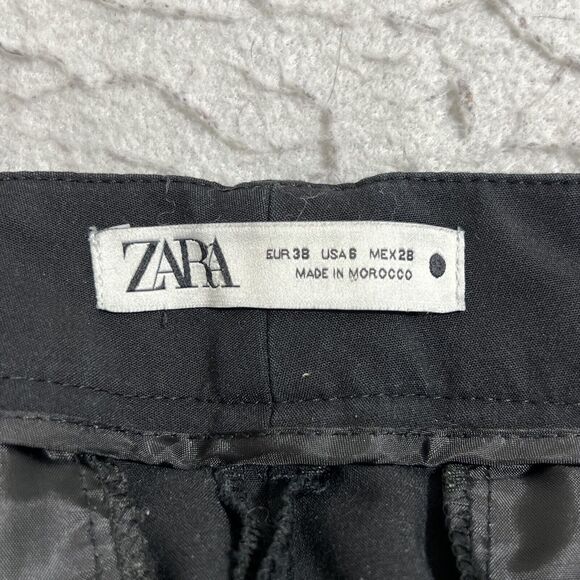 ZARA
EUR 38 USA 6 MEX 28
MADE IN MOROCCO